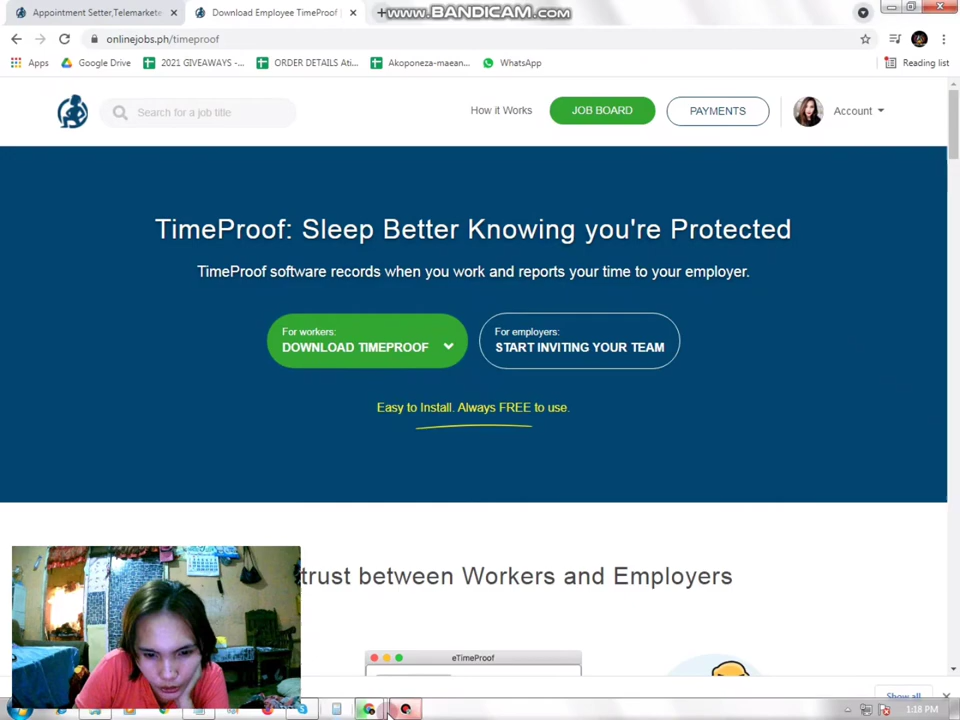 Appointment Setter,Telemarkete
Download Employee TimeProof |
www.BANDICAM.com
onlinejobs.ph/timeproof
Apps
Google Drive
2021 GIVEAWAYS -...
ORDER DETAILS Ati...
Akoponeza-maean...
WhatsApp
Reading list
Search for a job title
How it Works
JOB BOARD
PAYMENTS
Account
TimeProof: Sleep Better Knowing you're Protected
TimeProof software records when you work and reports your time to your employer.
For workers:
DOWNLOAD TIMEPROOF
For employers:
START INVITING YOUR TEAM
Easy to Install. Always FREE to use.
trust between Workers and Employers
eTimeProof
Show all
1:18 PM